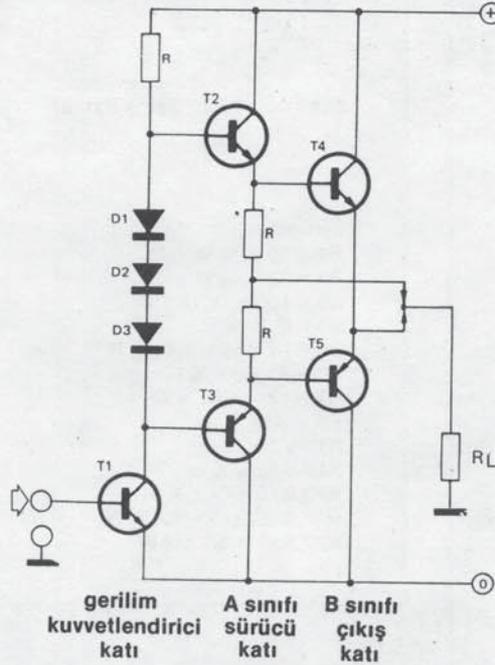 +
R
T2
T4
D1
R
D2
D3
R
T3
T5
T1
RL
0
gerilim
kuvvetlendirici
katı
A sınıfı
sürücü
katı
B sınıfı
çıkış
katı